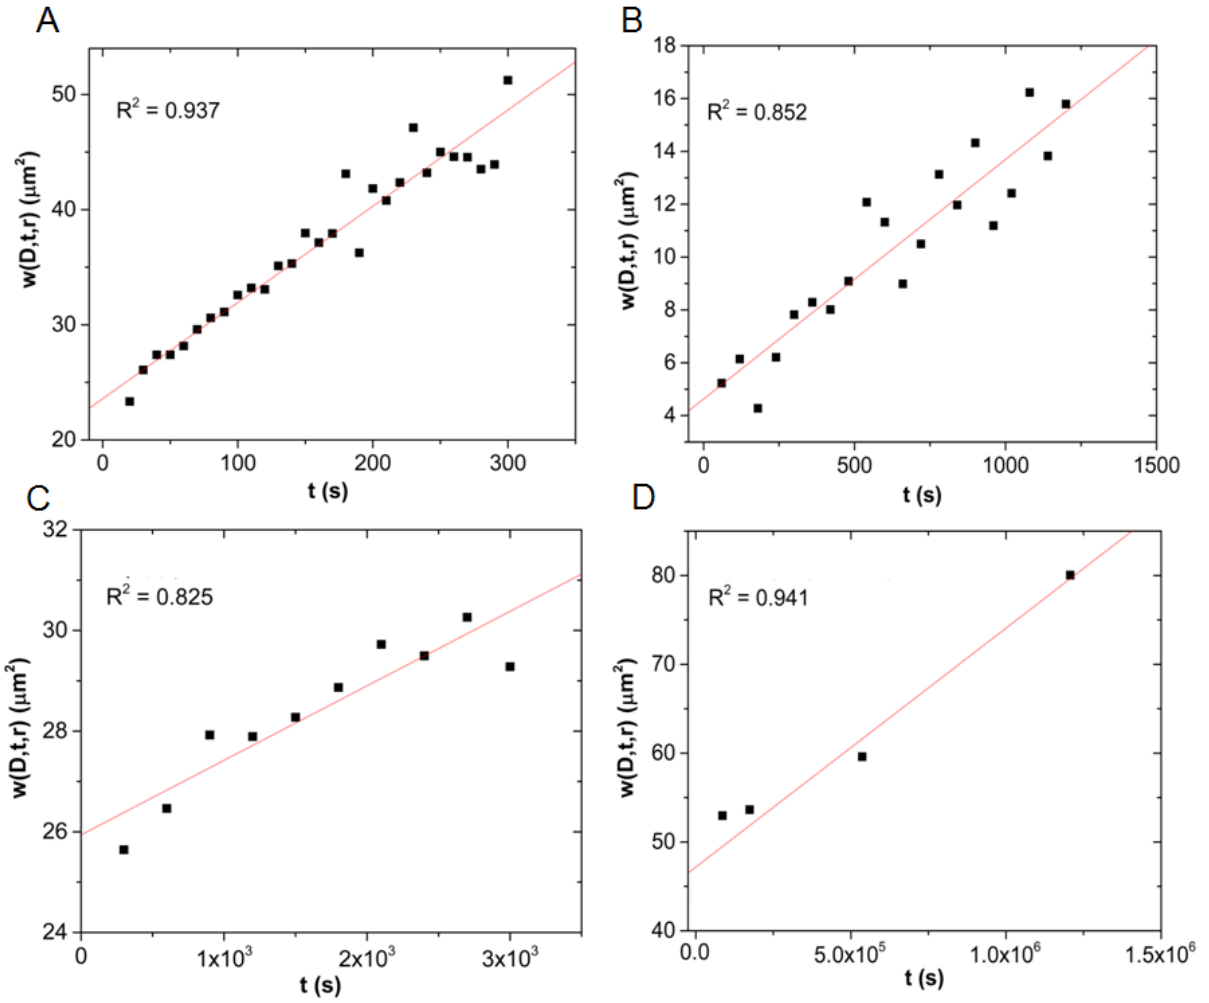 A
R² = 0.937
w(D,t,r) (μm²)
50
40
30
20
0 100 200 300
t (s)
B
R² = 0.852
w(D,t,r) (μm²)
18
16
14
12
10
8
6
4
0 500 1000 1500
t (s)
C
R² = 0.825
w(D,t,r) (μm²)
32
30
28
26
24
0 1x10³ 2x10³ 3x10³
t (s)
D
R² = 0.941
w(D,t,r) (μm²)
80
70
60
50
40
0.0 5.0x10⁵ 1.0x10⁶ 1.5x10⁶
t (s)